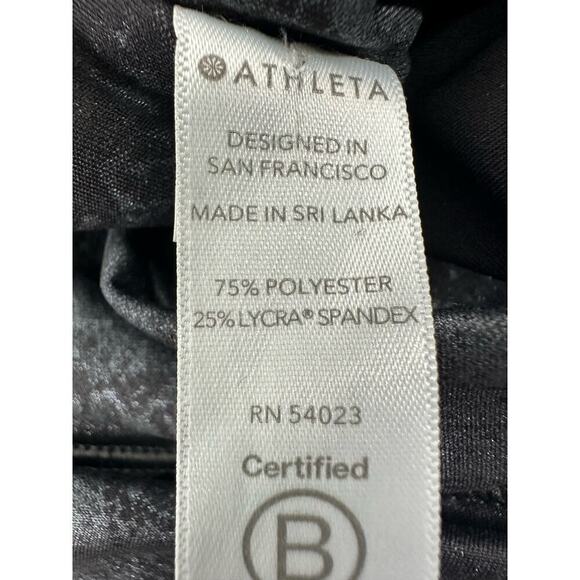 ATHLETA
DESIGNED IN
SAN FRANCISCO
MADE IN SRI LANKA
75% POLYESTER
25% LYCRA® SPANDEX
RN 54023
Certified
B